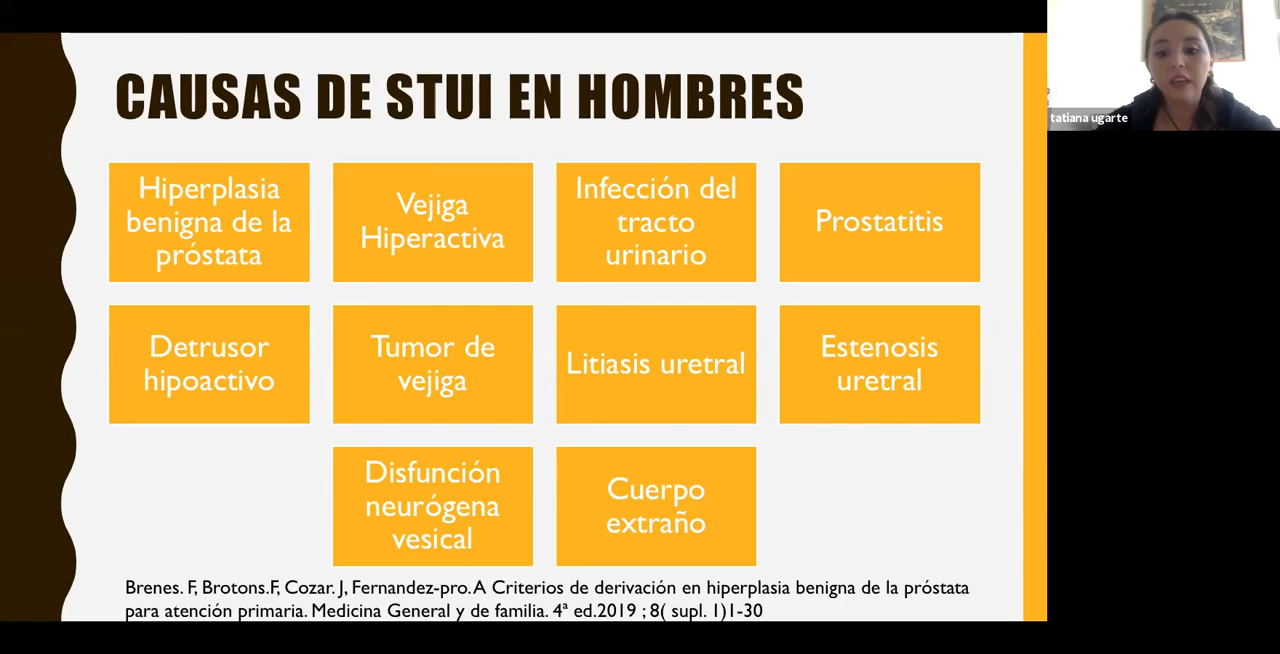 CAUSAS DE STUI EN HOMBRES
Hiperplasia
benigna de la
próstata
Vejiga
Hiperactiva
Infección del
tracto
urinario
Prostatitis
Detrusor
hipoactivo
Tumor de
vejiga
Litiasis uretral
Estenosis
uretral
Disfunción
neurógena
vesical
Cuerpo
extraño
Brenes. F, Brotons.F, Cozar. J, Fernandez-pro. A Criterios de derivación en hiperplasia benigna de la próstata
para atención primaria. Medicina General y de familia. 4ª ed.2019 ; 8( supl. 1)1-30
tatiana ugarte